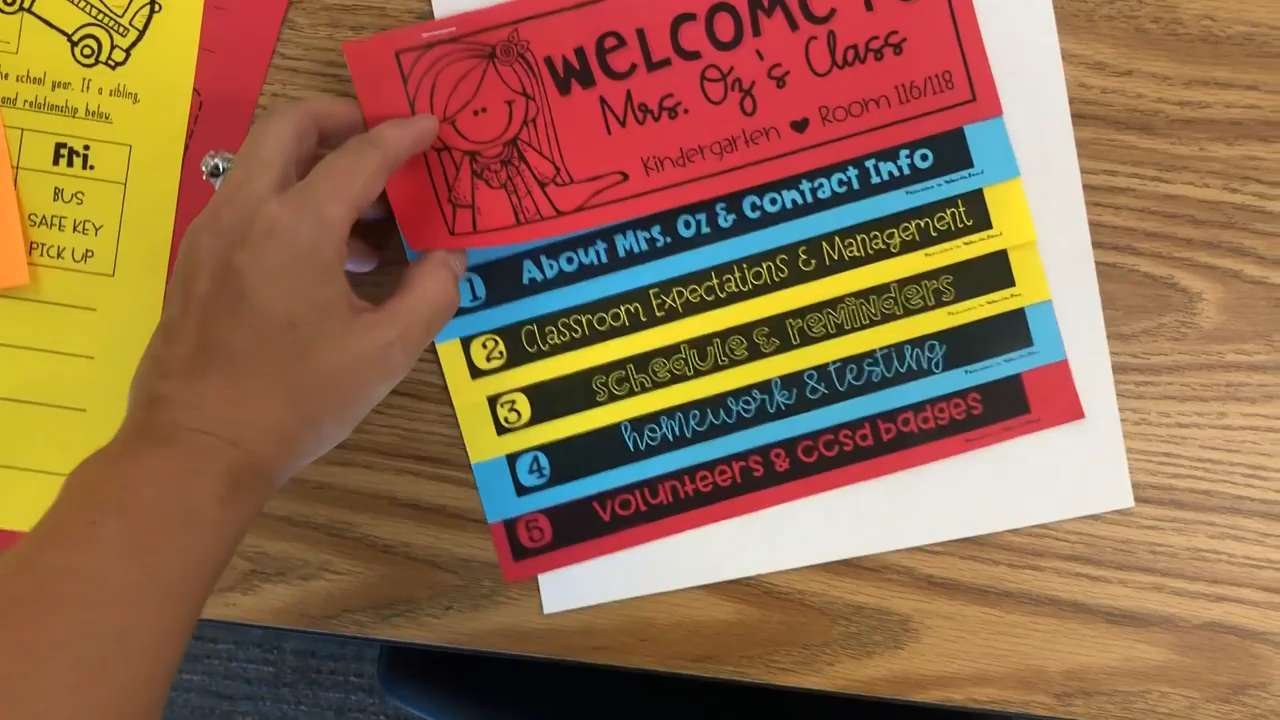 he school year. If a sibling,
and relationship below.
Fri.
BUS
SAFE KEY
PICK UP
WELCOME
Mrs. Oz's Class
Kindergarten ♥ Room 116/118
1 About Mrs. Oz & Contact Info
2 Classroom Expectations & Management
3 schedule & reminders
4 homework & testing
5 volunteers & ccsd badges